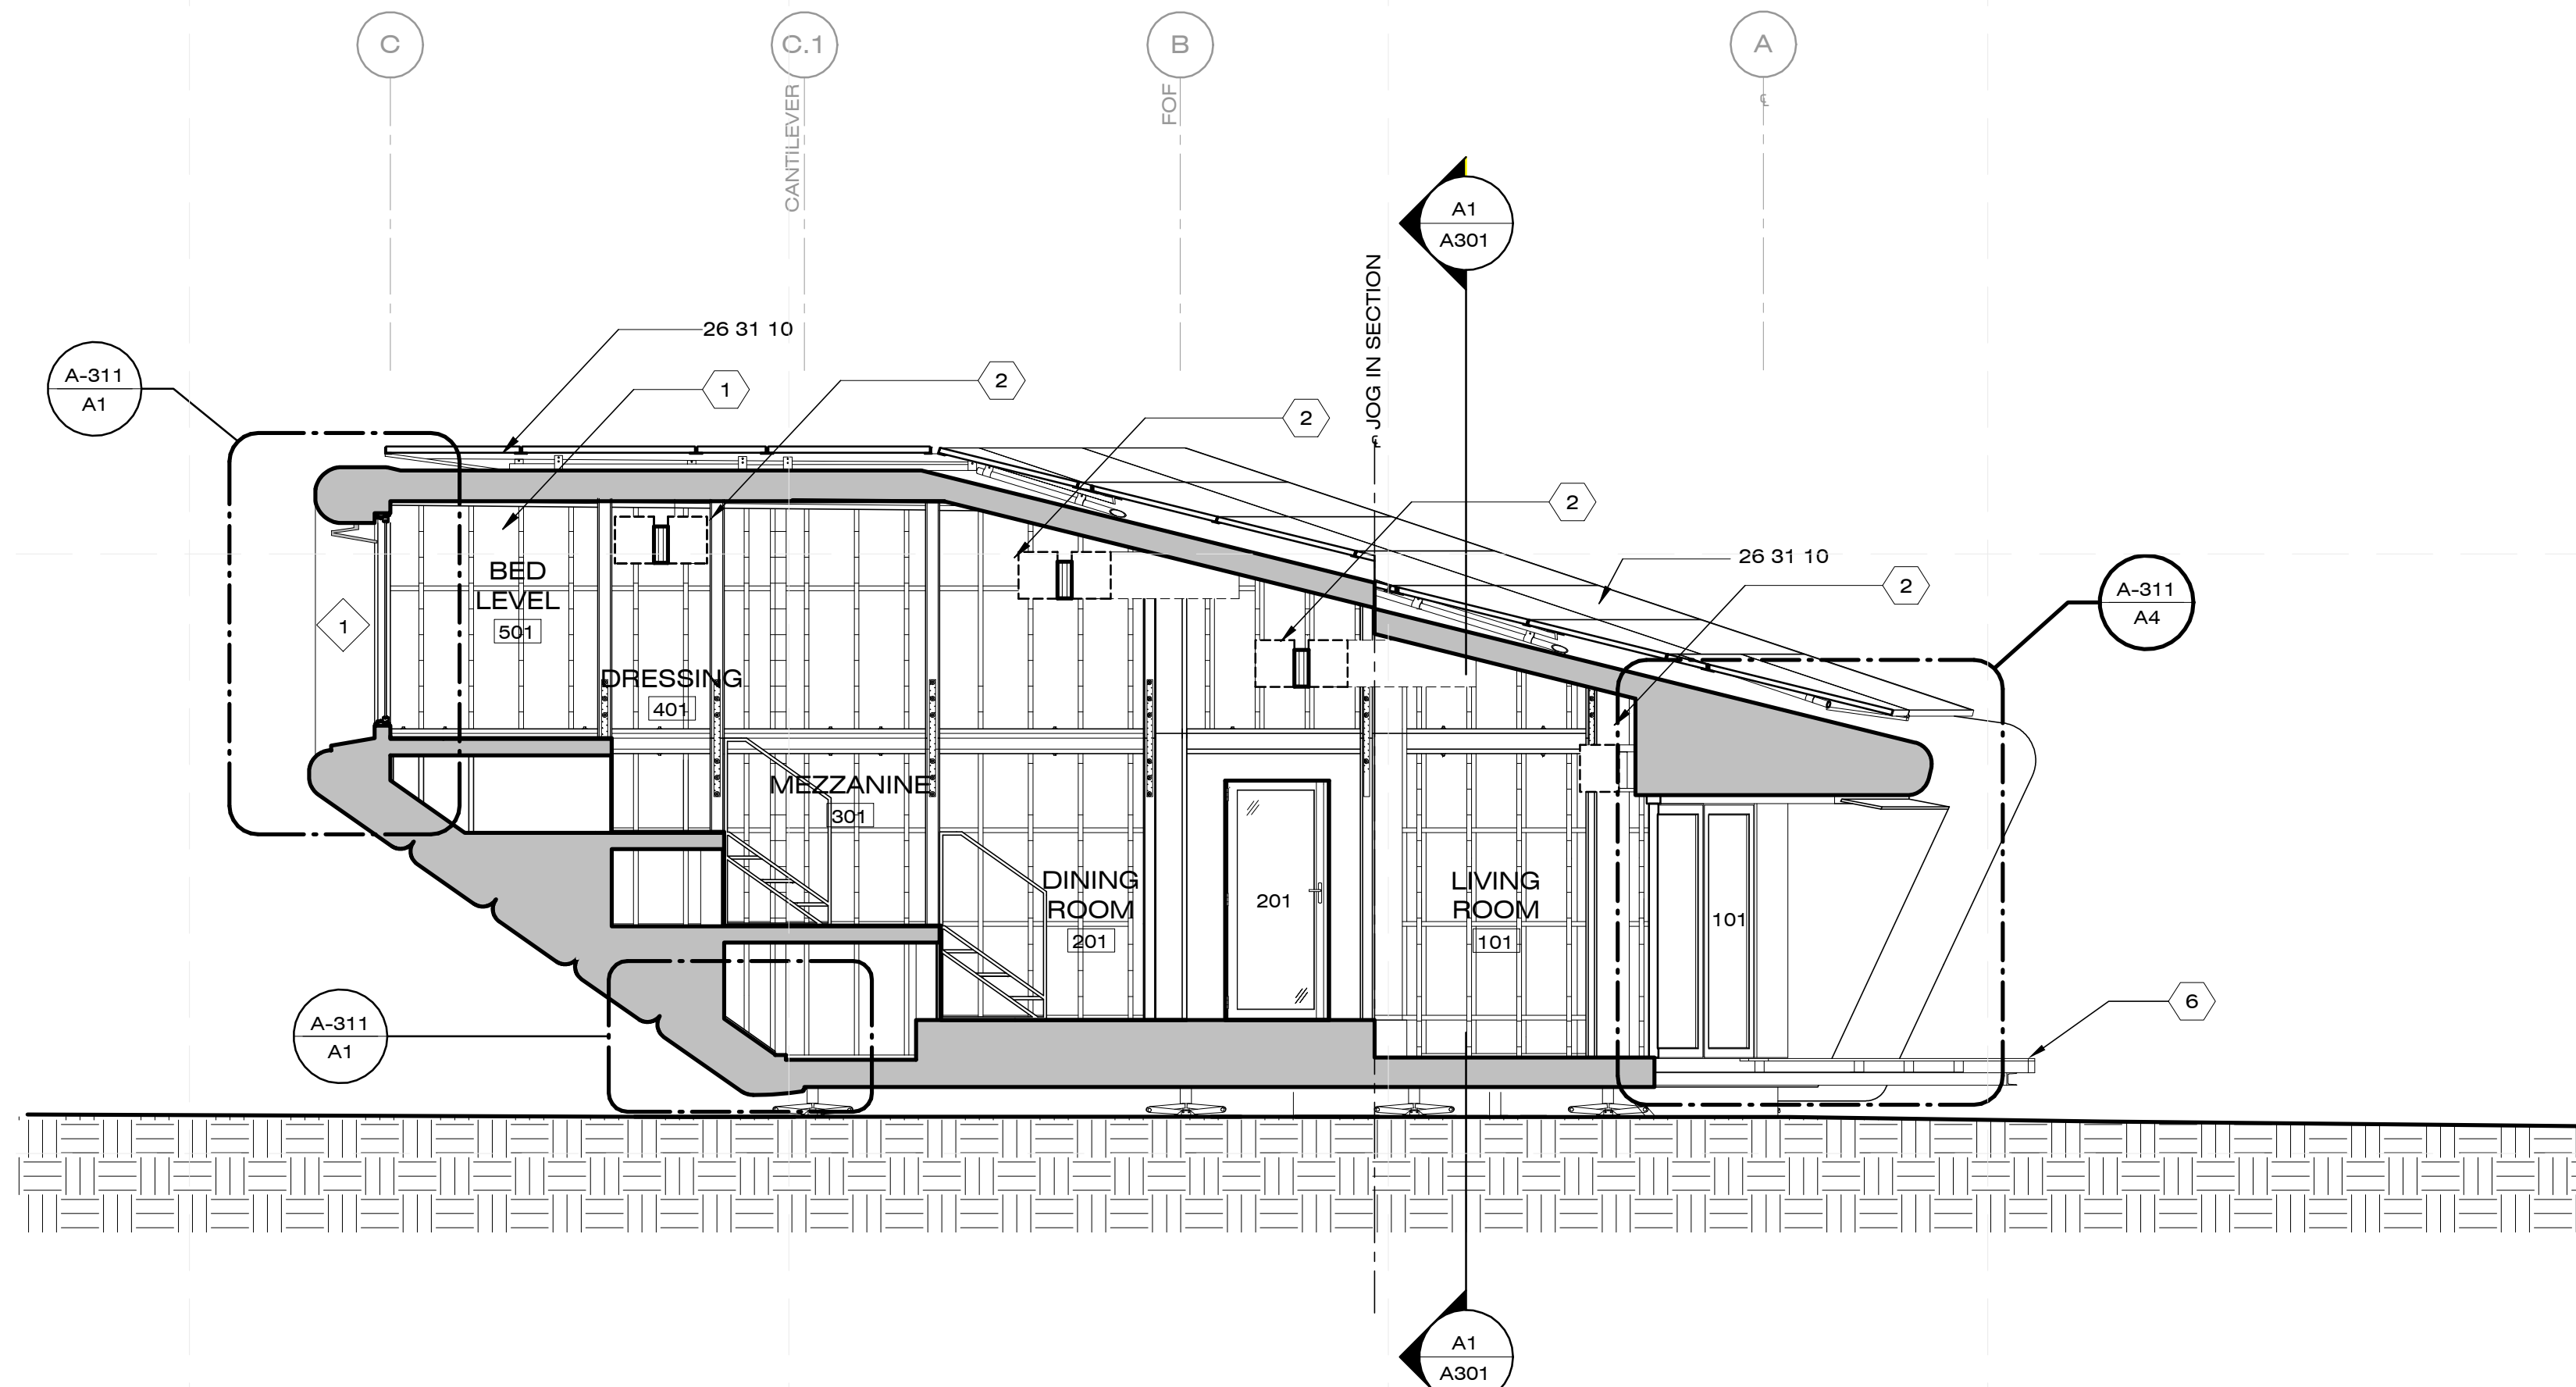 C
C.1
B
A
CANTILEVER
FOF
℄
A1
A301
℄ JOG IN SECTION
26 31 10
A-311
A1
1
2
2
2
26 31 10
2
A-311
A4
BED
LEVEL
501
1
DRESSING
401
MEZZANINE
301
DINING
ROOM
201
201
LIVING
ROOM
101
101
6
A-311
A1
A1
A301